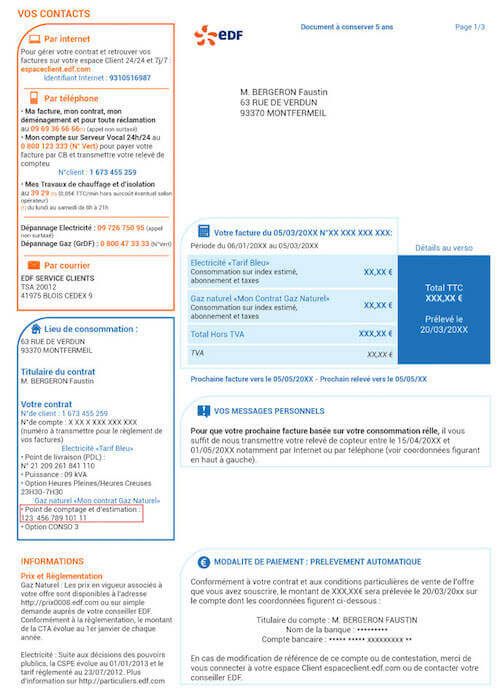 VOS CONTACTS
Par internet
Pour gérer votre contrat et retrouver vos
factures sur votre espace Client 24/24 et 7j/7 :
espaceclient.edf.com
Identifiant Internet : 9310516987
Par téléphone
• Ma facture, mon contrat, mon
déménagement et pour toute réclamation
au 09 69 36 66 66(1) (appel non surtaxé)
• Mon compte sur Serveur Vocal 24h/24 au
0 800 123 333 (N° Vert) pour payer votre
facture par CB et transmettre votre relevé de
compteu
N°client : 1 673 455 259
• Mes Travaux de chauffage et d'isolation
au 39 29 (1) (0,05€ TTC/min hors surcoût éventuel selon
opérateur)
(1) du lundi au samedi de 8h à 21h
Dépannage Electricité : 09 726 750 95 (appel
non surtaxé)
Dépannage Gaz (GrDF) : 0 800 47 33 33 (N°Vert)
Par courrier
EDF SERVICE CLIENTS
TSA 20012
41975 BLOIS CEDEX 9
Lieu de consommation :
63 RUE DE VERDUN
93370 MONTFERMEIL
Titulaire du contrat
M. BERGERON Faustin
Votre contrat
N°de client : 1 673 455 259
N°de compte : X XX X XXX XXX XXX
(numéro à transmettre pour le règlement de
vos factures)
Electricité «Tarif Bleu»
• Point de livraison (PDL) :
N° 21 209 261 841 110
• Puissance : 09 kVA
• Option Heures Pleines/Heures Creuses
23H30-7H30
Gaz naturel «Mon contrat Gaz Naturel»
• Point de comptage et d'estimation :
123 456 789 101 11
• Option CONSO 3
INFORMATIONS
Prix et Règlementation
Gaz Naturel : Les prix en vigueur associés à
votre offre sont disponibles à l'adresse
http://prix0008.edf.com ou sur simple
demande auprès de votre conseiller EDF.
Conformément à la règlementation, le montant
de la CTA évolue au 1er janvier de chaque
année.
Electricité : Suite aux décisions des pouvoirs
publics, la CSPE évolue au 01/01/2013 et le
tarif réglementé au 23/07/2012. Plus
d'information sur http://particuliers.edf.com
eDF
Document à conserver 5 ans
Page 1/3
M. BERGERON Faustin
63 RUE DE VERDUN
93370 MONTFERMEIL
Votre facture du 05/03/20XX N°XX XXX XXX XXX:
Période du 06/01/20XX au 05/03/20XX
Détails au verso
Electricité «Tarif Bleu»
Consommation sur index estimé,
abonnement et taxes
XX,XX €
Gaz naturel «Mon Contrat Gaz Naturel»
Consommation sur index estimé,
abonnement et taxes
XX,XX €
Total Hors TVA XXX,XX €
TVA XX,XX €
Total TTC
XXX,XX €
Prélevé le
20/03/20XX
Prochaine facture vers le 05/05/20XX - Prochain relevé vers le 05/05/XX
VOS MESSAGES PERSONNELS
Pour que votre prochaine facture basée sur votre consommation rélle, il vous
suffit de nous transmettre votre relevé de copteur entre le 15/04/20XX et
01/05/20XX notamment par Internet ou par téléphone (voir coordonnées figurant
en haut à gauche).
MODALITE DE PAIEMENT : PRELEVEMENT AUTOMATIQUE
Conformément à votre contrat et aux conditions particulières de vente de l'offre
que vous avez souscrire, le montant de XXX,XX€ sera prélevée le 20/03/20xx sur
le compte dont les coordonnées figurent ci-dessous :
Titulaire du compte : M. BERGERON FAUSTIN
Nom de la banque : •••••••••
Compte bancaire : ••••• ••••• xxxxxxxxx ••
En cas de modification de référence de ce compte ou de contestation, merci de
vous connecter à votre espace Client espaceclient.edf.com ou de contacter votre
conseiller EDF.